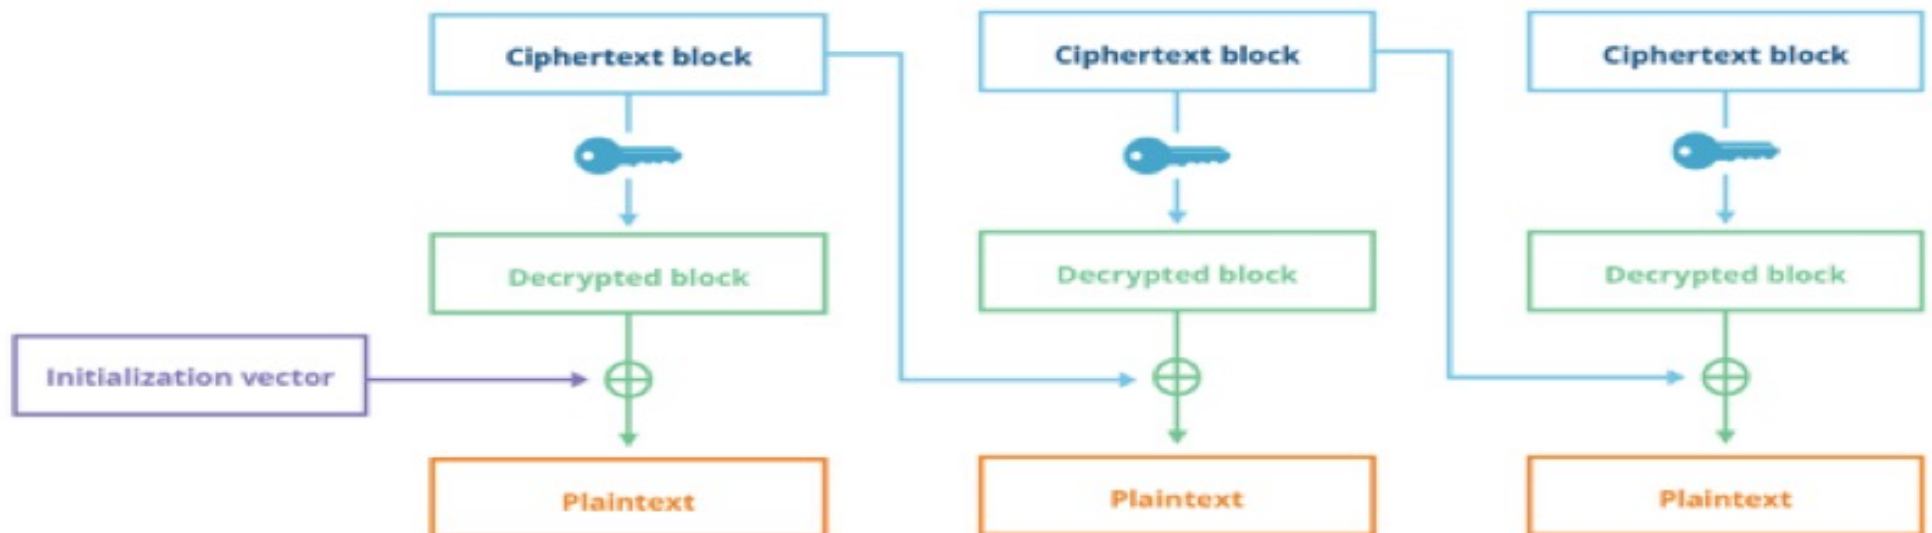 Ciphertext block
Ciphertext block
Ciphertext block
Decrypted block
Decrypted block
Decrypted block
Initialization vector
Plaintext
Plaintext
Plaintext